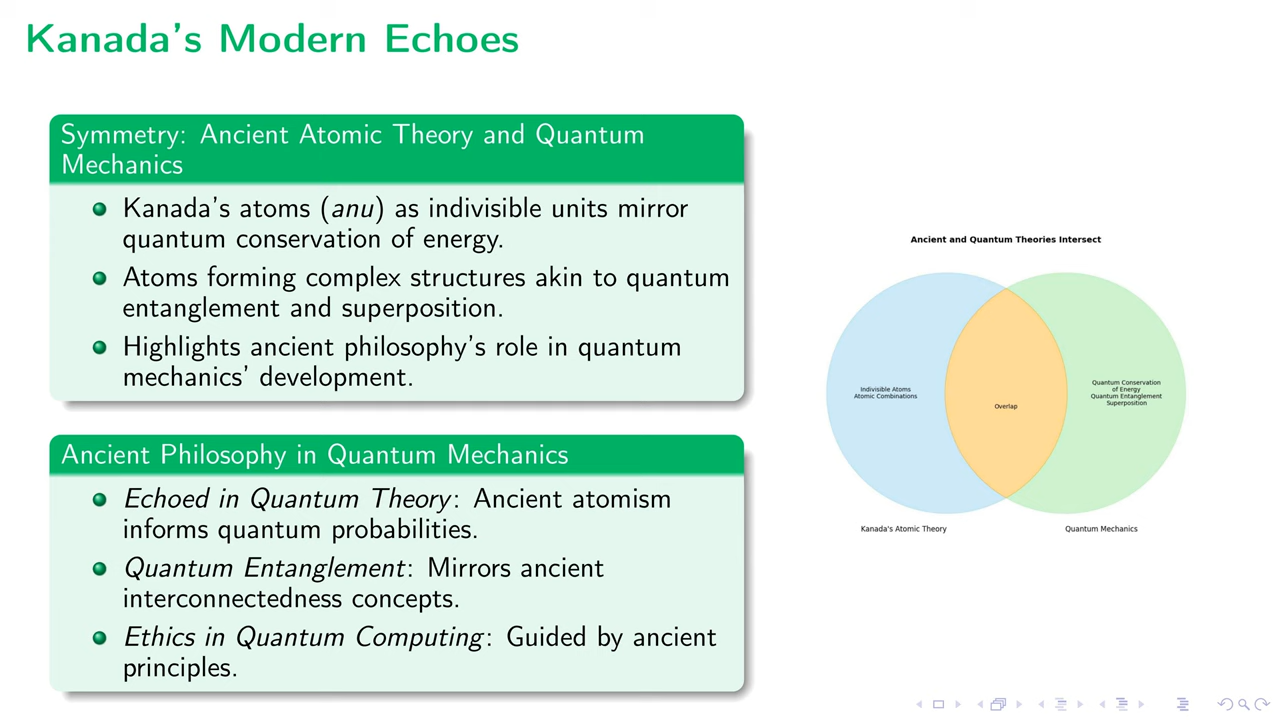 Kanada's Modern Echoes
Symmetry: Ancient Atomic Theory and Quantum
Mechanics
Kanada's atoms (anu) as indivisible units mirror
quantum conservation of energy.
Atoms forming complex structures akin to quantum
entanglement and superposition.
Highlights ancient philosophy's role in quantum
mechanics' development.
Ancient Philosophy in Quantum Mechanics
Echoed in Quantum Theory: Ancient atomism
informs quantum probabilities.
Quantum Entanglement: Mirrors ancient
interconnectedness concepts.
Ethics in Quantum Computing: Guided by ancient
principles.
Ancient and Quantum Theories Intersect
Indivisible Atoms
Atomic Combinations
Overlap
Quantum Conservation
of Energy
Quantum Entanglement
Superposition
Kanada's Atomic Theory
Quantum Mechanics